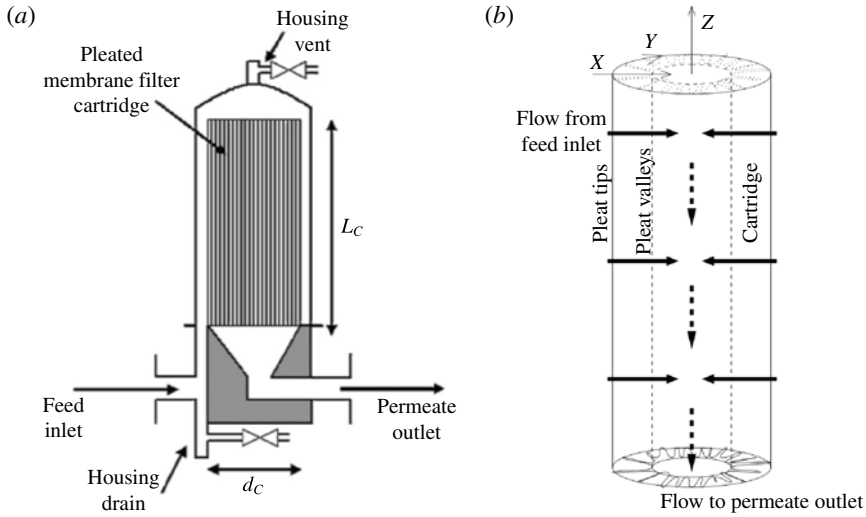 (a)
Housing
vent
Pleated
membrane filter
cartridge
L_C
Feed
inlet
Permeate
outlet
Housing
drain
d_C
(b)
Z
Y
X
Flow from
feed inlet
Pleat tips
Pleat valleys
Cartridge
Flow to permeate outlet